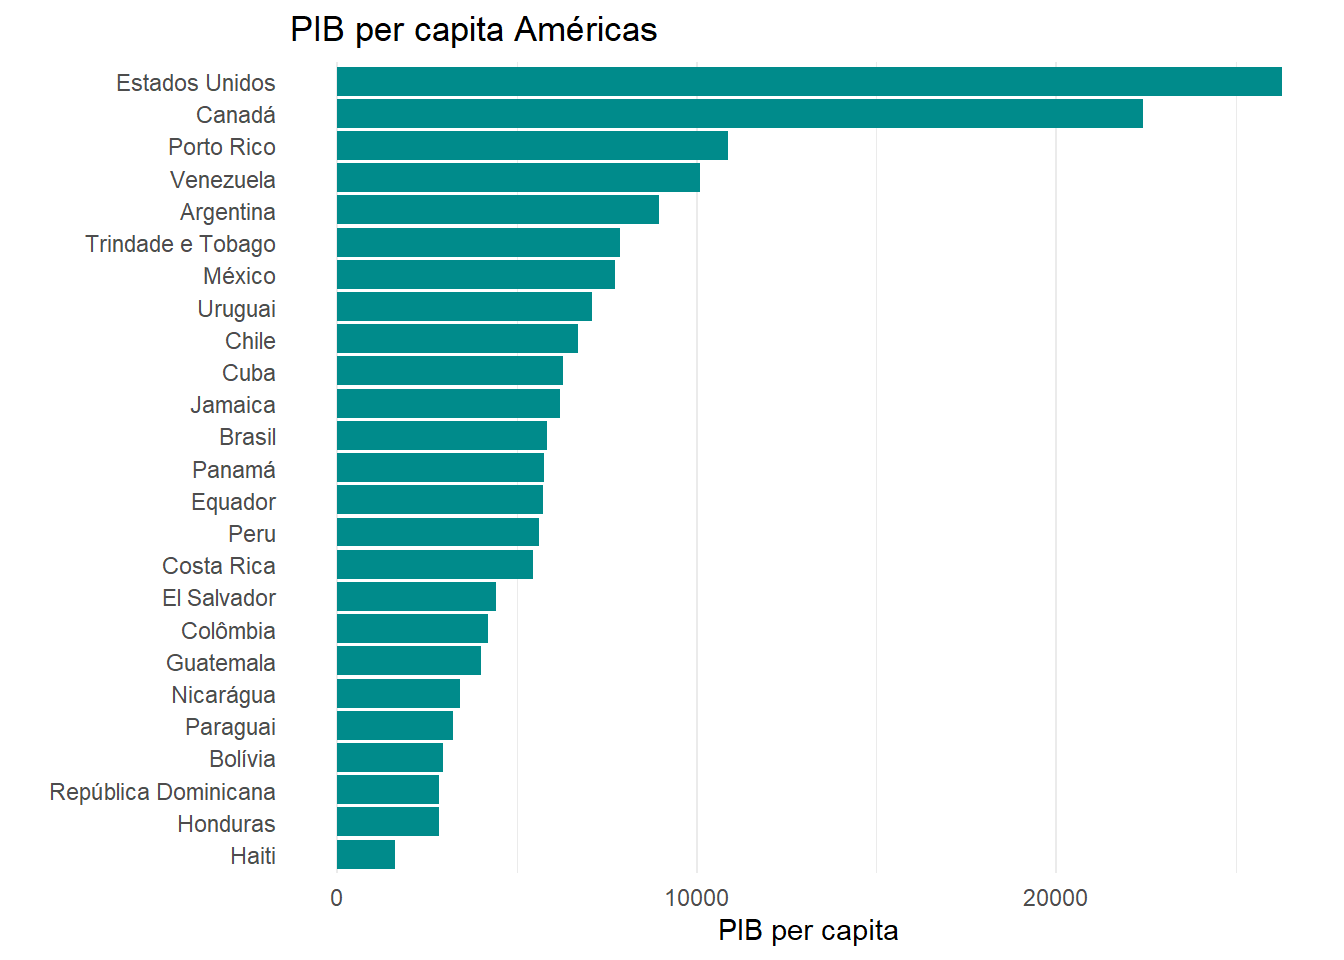 PIB per capita Américas
Estados Unidos
Canadá
Porto Rico
Venezuela
Argentina
Trindade e Tobago
México
Uruguai
Chile
Cuba
Jamaica
Brasil
Panamá
Equador
Peru
Costa Rica
El Salvador
Colômbia
Guatemala
Nicarágua
Paraguai
Bolívia
República Dominicana
Honduras
Haiti
0 10000 20000
PIB per capita